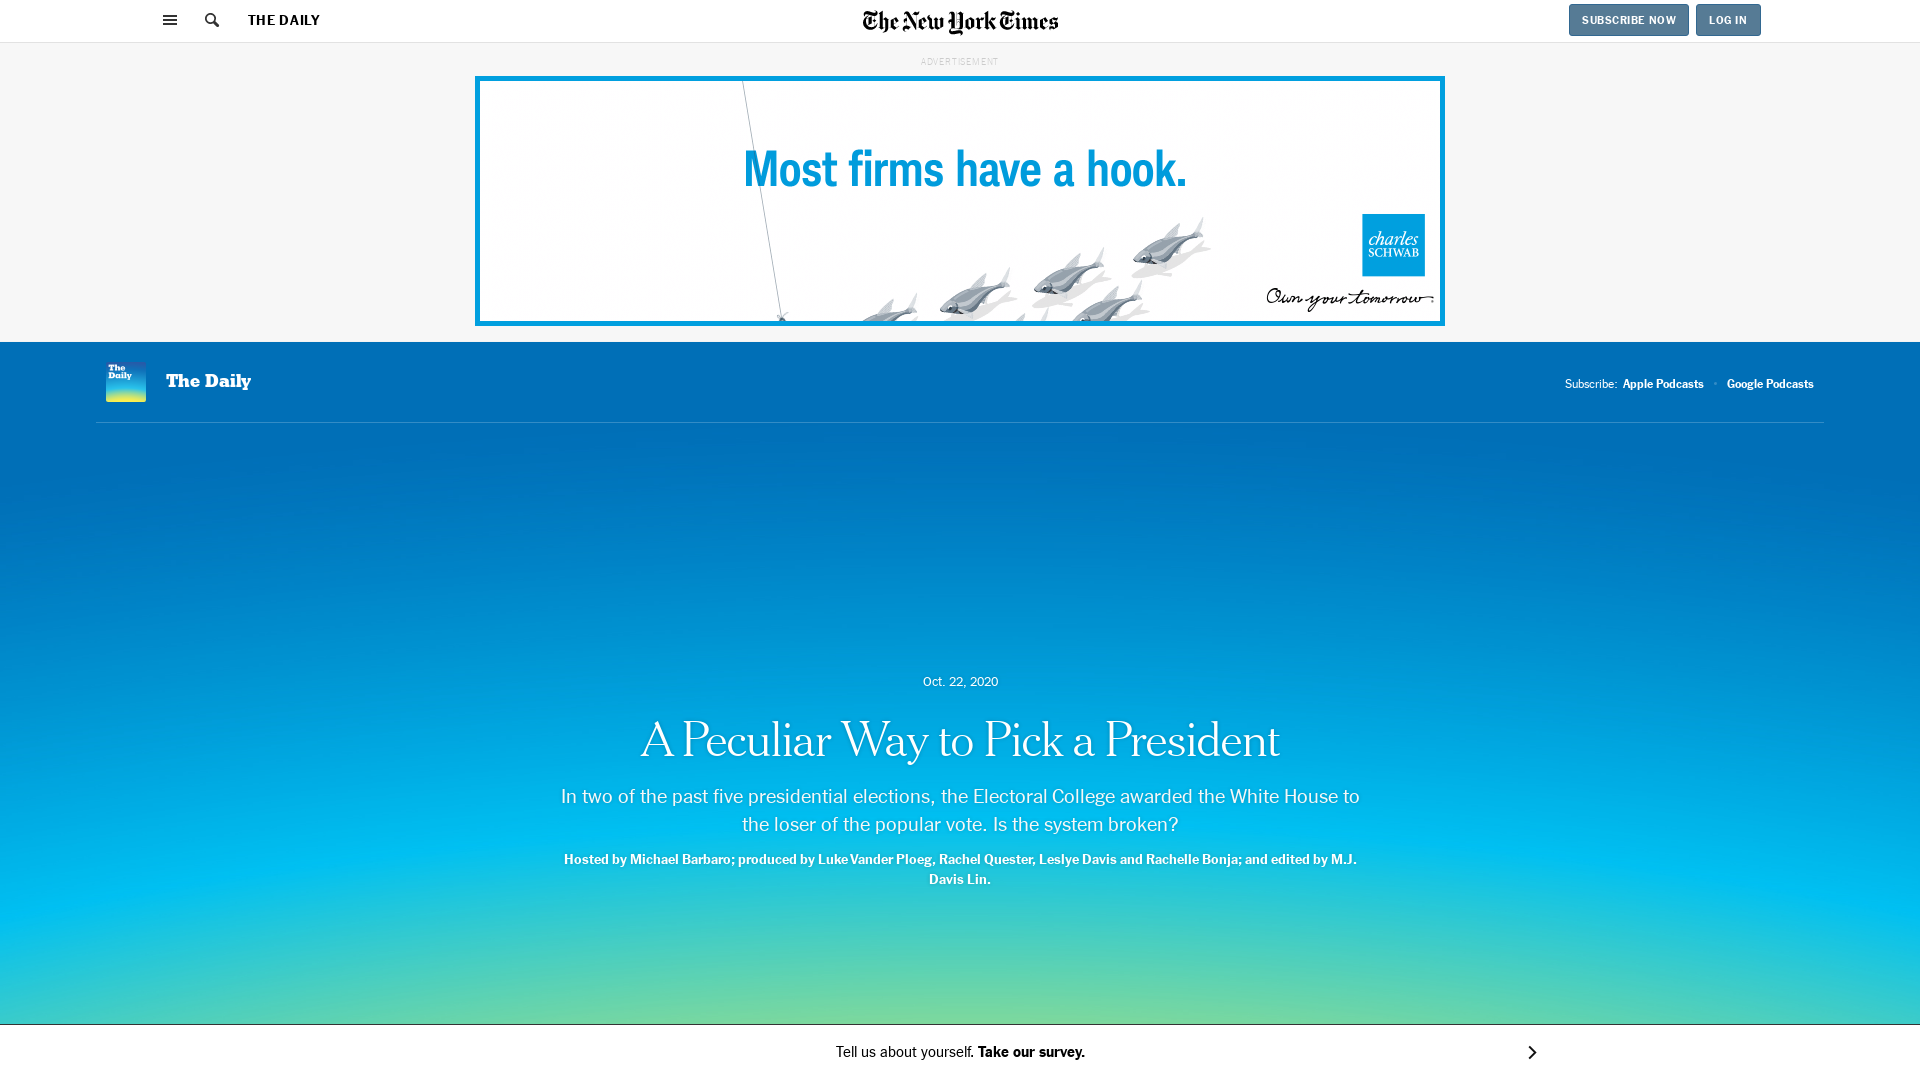 THE DAILY
The New York Times
SUBSCRIBE NOW
LOG IN
ADVERTISEMENT
Most firms have a hook.
charles
SCHWAB
Own your tomorrow.
The
Daily
The Daily
Subscribe: Apple Podcasts • Google Podcasts
Oct. 22, 2020
A Peculiar Way to Pick a President
In two of the past five presidential elections, the Electoral College awarded the White House to
the loser of the popular vote. Is the system broken?
Hosted by Michael Barbaro; produced by Luke Vander Ploeg, Rachel Quester, Leslye Davis and Rachelle Bonja; and edited by M.J.
Davis Lin.
Tell us about yourself. Take our survey.